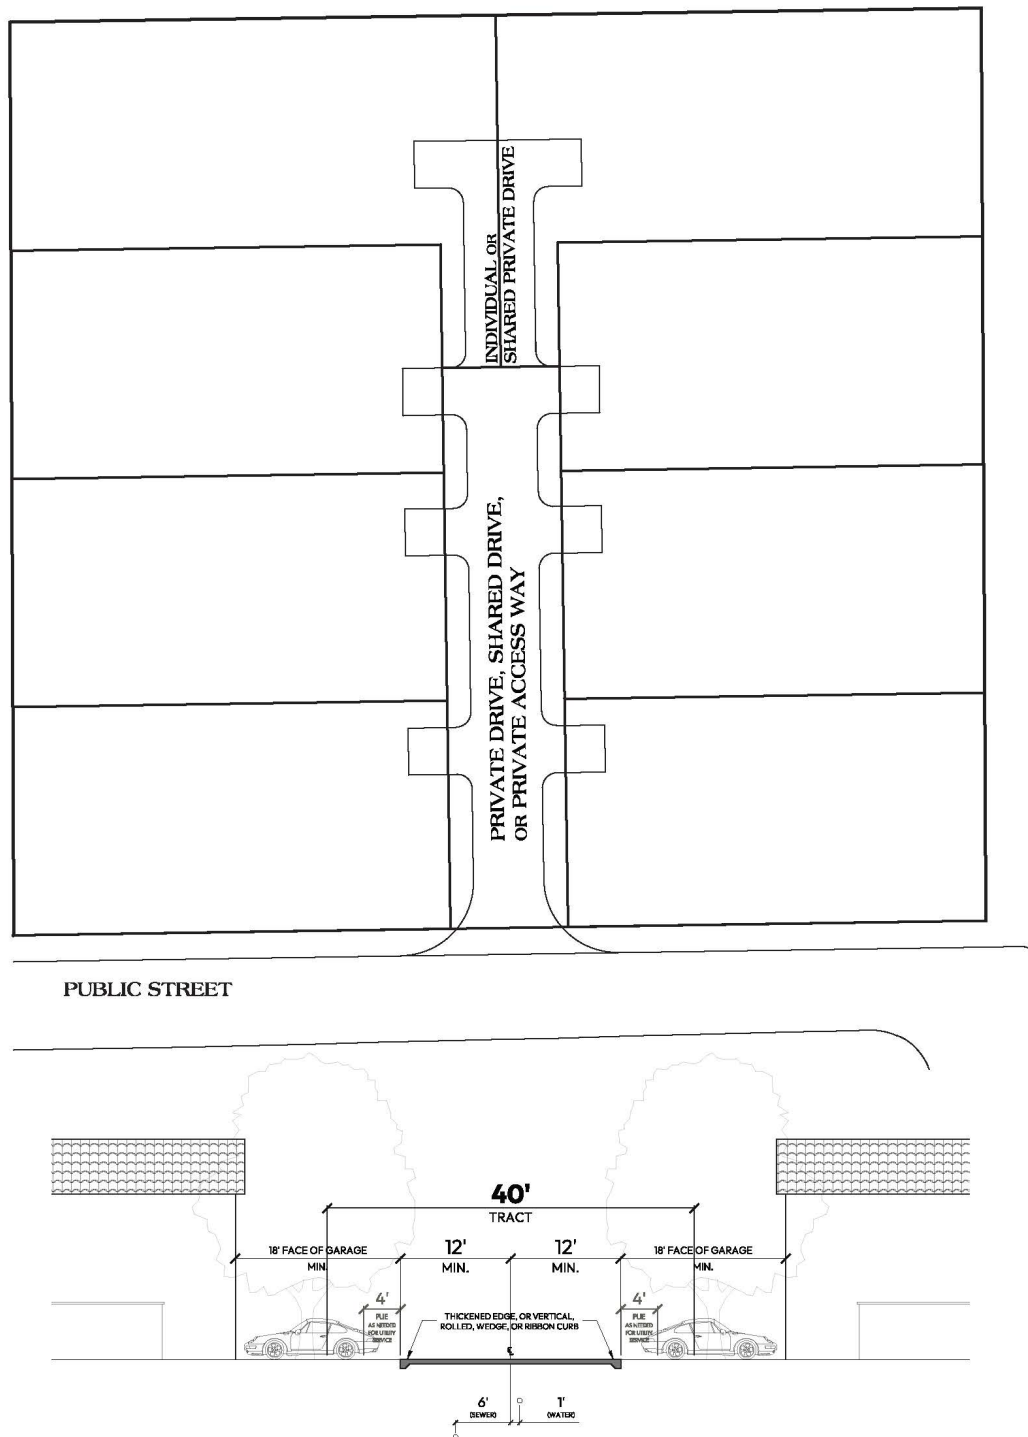 INDIVIDUAL OR
SHARED PRIVATE DRIVE
PRIVATE DRIVE, SHARED DRIVE,
OR PRIVATE ACCESS WAY
PUBLIC STREET
40'
TRACT
18' FACE OF GARAGE
MIN.
12'
MIN.
12'
MIN.
18' FACE OF GARAGE
MIN.
4'
PUE
AS NEEDED
FOR UTILITY
SERVICE
4'
PUE
AS NEEDED
FOR UTILITY
SERVICE
THICKENED EDGE, OR VERTICAL,
ROLLED, WEDGE, OR RIBBON CURB
6'
(SEWER)
1'
(WATER)